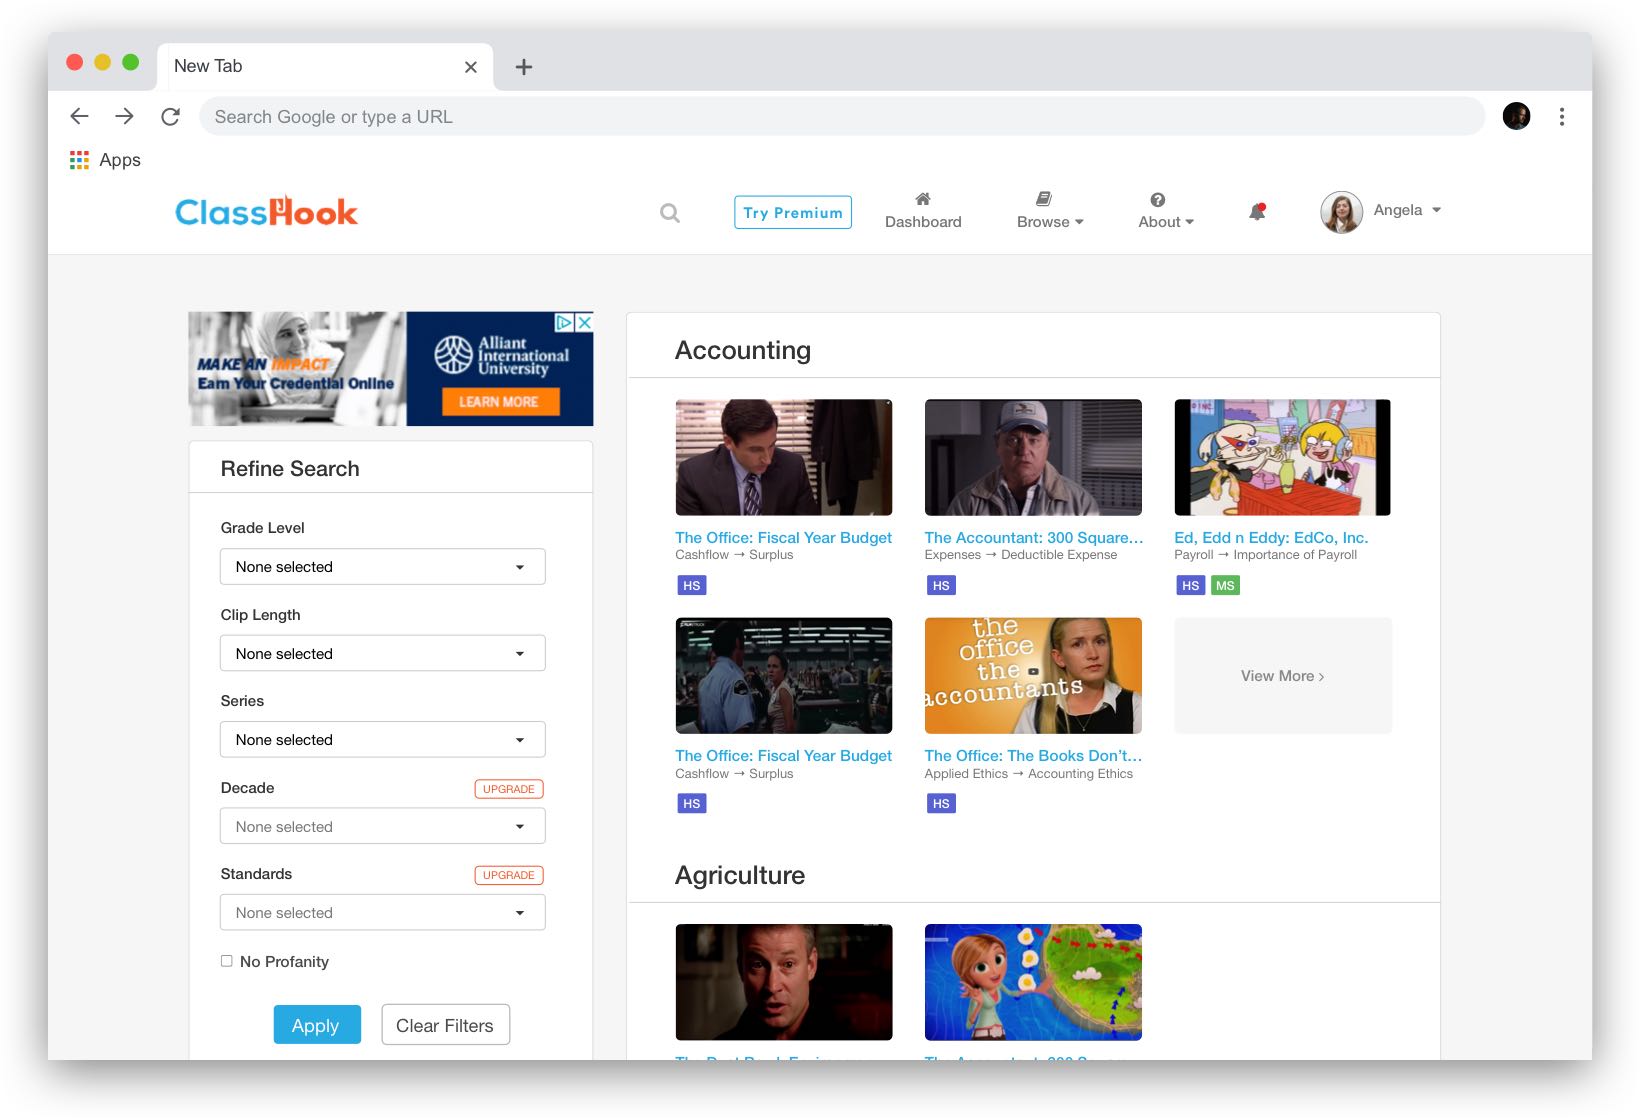 New Tab
Search Google or type a URL
Apps
ClassHook
Try Premium
Dashboard
Browse
About
Angela
MAKE AN IMPACT
Earn Your Credential Online
Alliant
International
University
LEARN MORE
Refine Search
Grade Level
None selected
Clip Length
None selected
Series
None selected
Decade
UPGRADE
None selected
Standards
UPGRADE
None selected
No Profanity
Apply
Clear Filters
Accounting
The Office: Fiscal Year Budget
Cashflow → Surplus
HS
The Accountant: 300 Square...
Expenses → Deductible Expense
HS
Ed, Edd n Eddy: EdCo, Inc.
Payroll → Importance of Payroll
HS MS
The Office: Fiscal Year Budget
Cashflow → Surplus
HS
the
office
the
accountants
The Office: The Books Don't...
Applied Ethics → Accounting Ethics
HS
View More ›
Agriculture